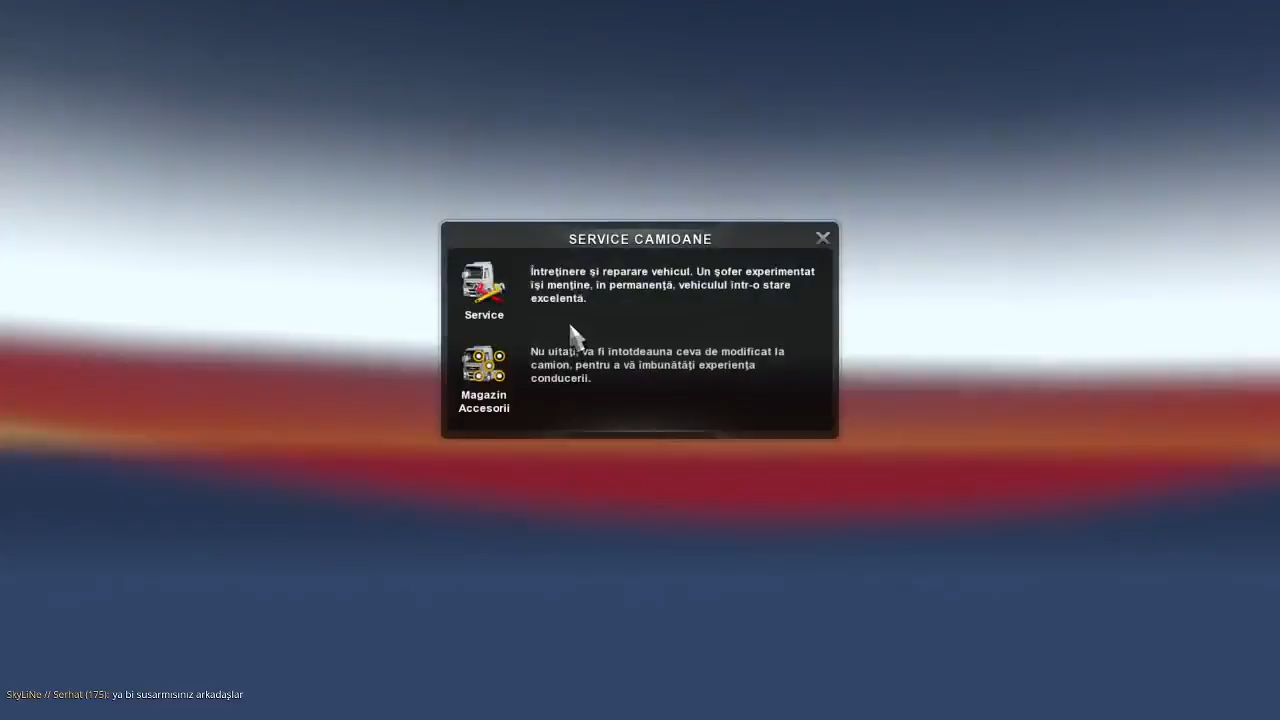 SERVICE CAMIOANE
Întreţinere şi reparare vehicul. Un şofer experimentat
îşi menţine, în permanenţă, vehiculul într-o stare
excelentă.
Service
Nu uitaţi, va fi întotdeauna ceva de modificat la
camion, pentru a vă îmbunătăţi experienţa
conducerii.
Magazin
Accesorii
SkyLiNe // Serhat (175): ya bi susarmısınız arkadaşlar